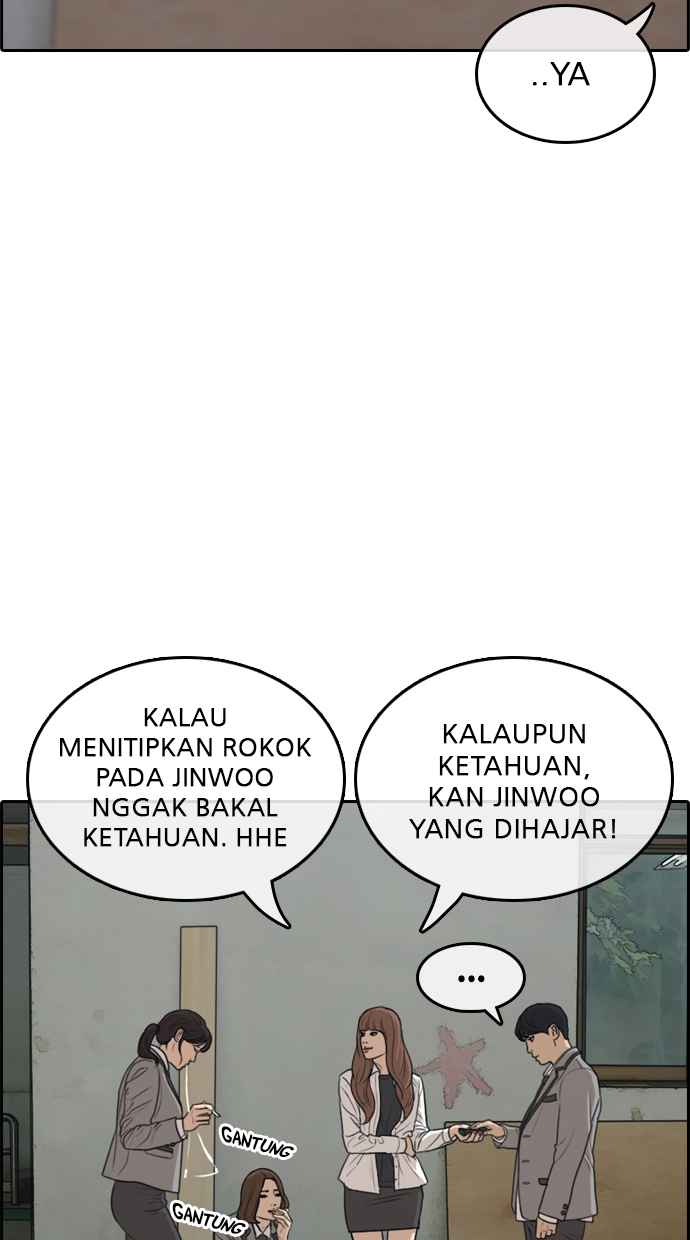 ..YA
KALAU
MENITIPKAN ROKOK
PADA JINWOO
NGGAK BAKAL
KETAHUAN. HHE
KALAUPUN
KETAHUAN,
KAN JINWOO
YANG DIHAJAR!
...
GANTUNG
GANTUNG